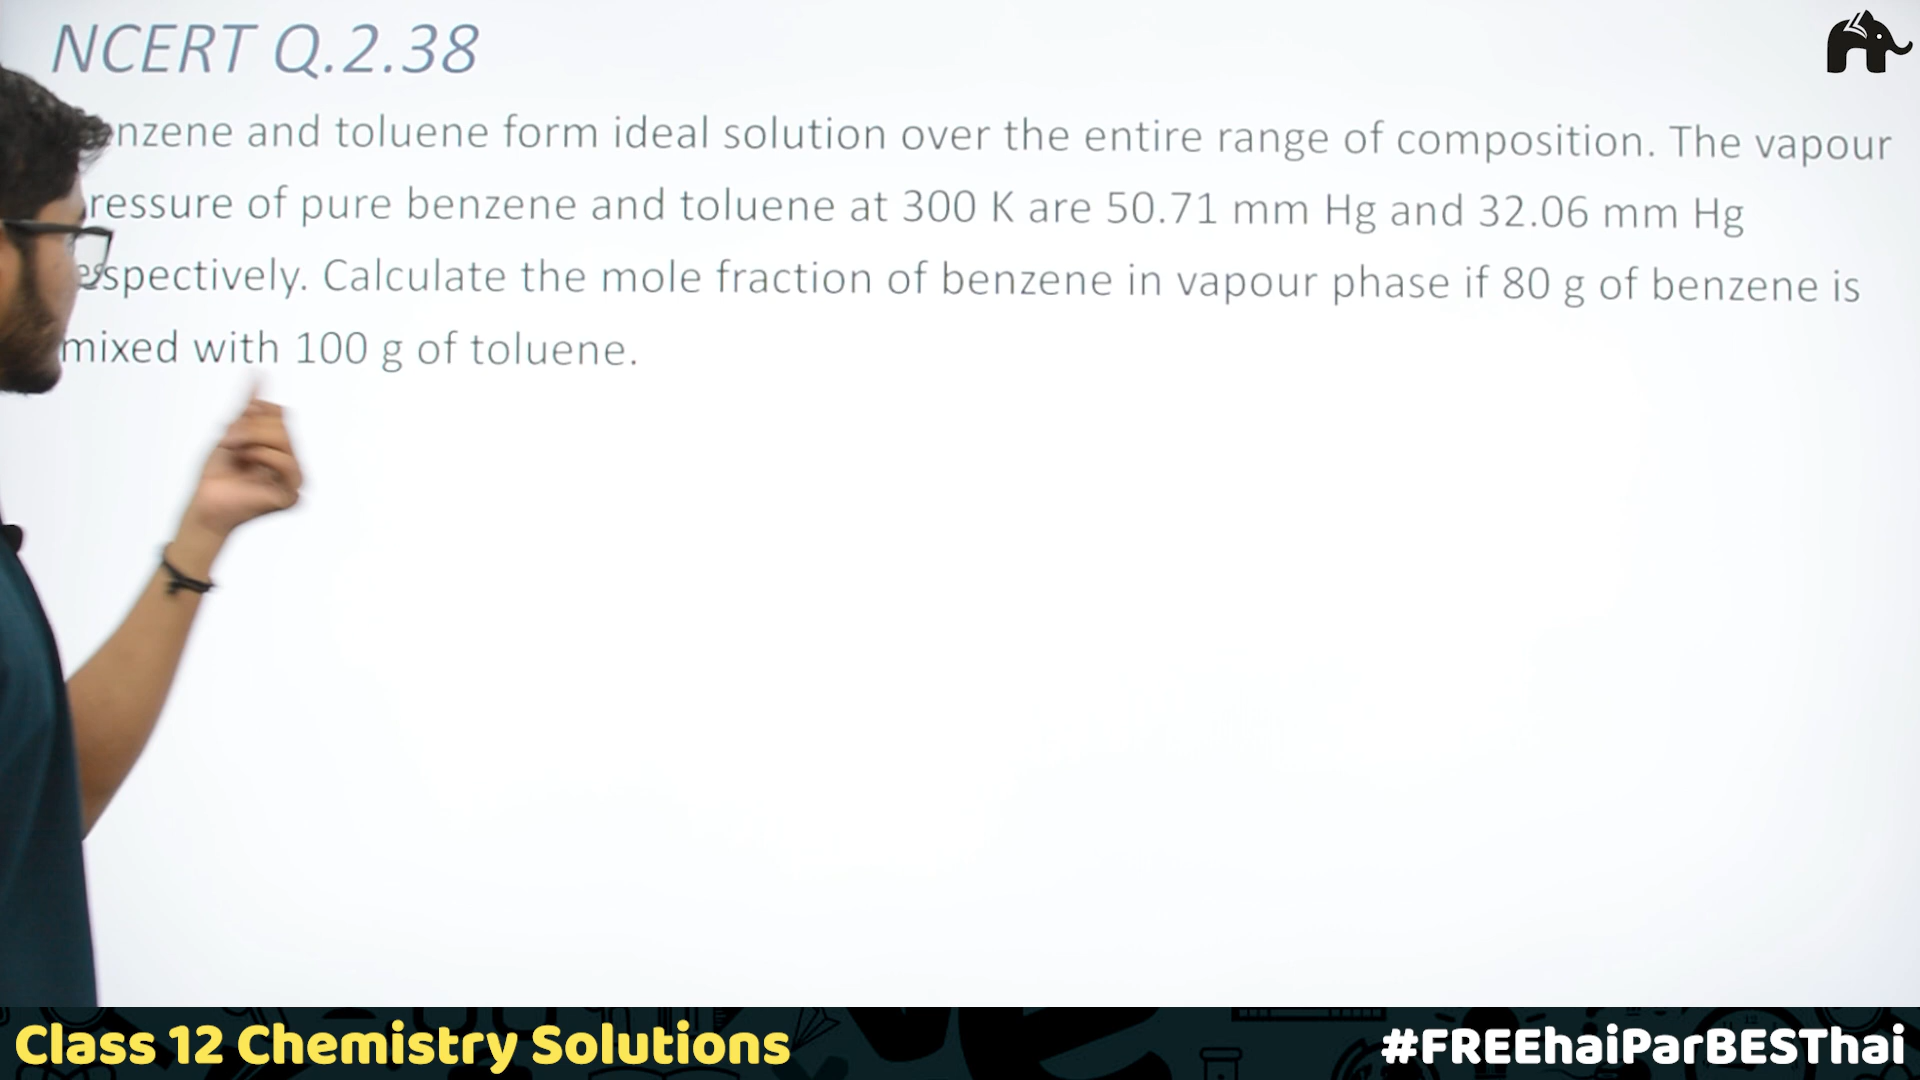 NCERT Q.2.38
and toluene form ideal solution over the entire range of composition. The vapour
of pure benzene and toluene at 300 K are 50.71 mm Hg and 32.06 mm Hg
Calculate the mole fraction of benzene in vapour phase if 80 g of benzene is
mixed with 100 g of toluene.
Class 12 Chemistry Solutions
#FREEhaiParBESThai